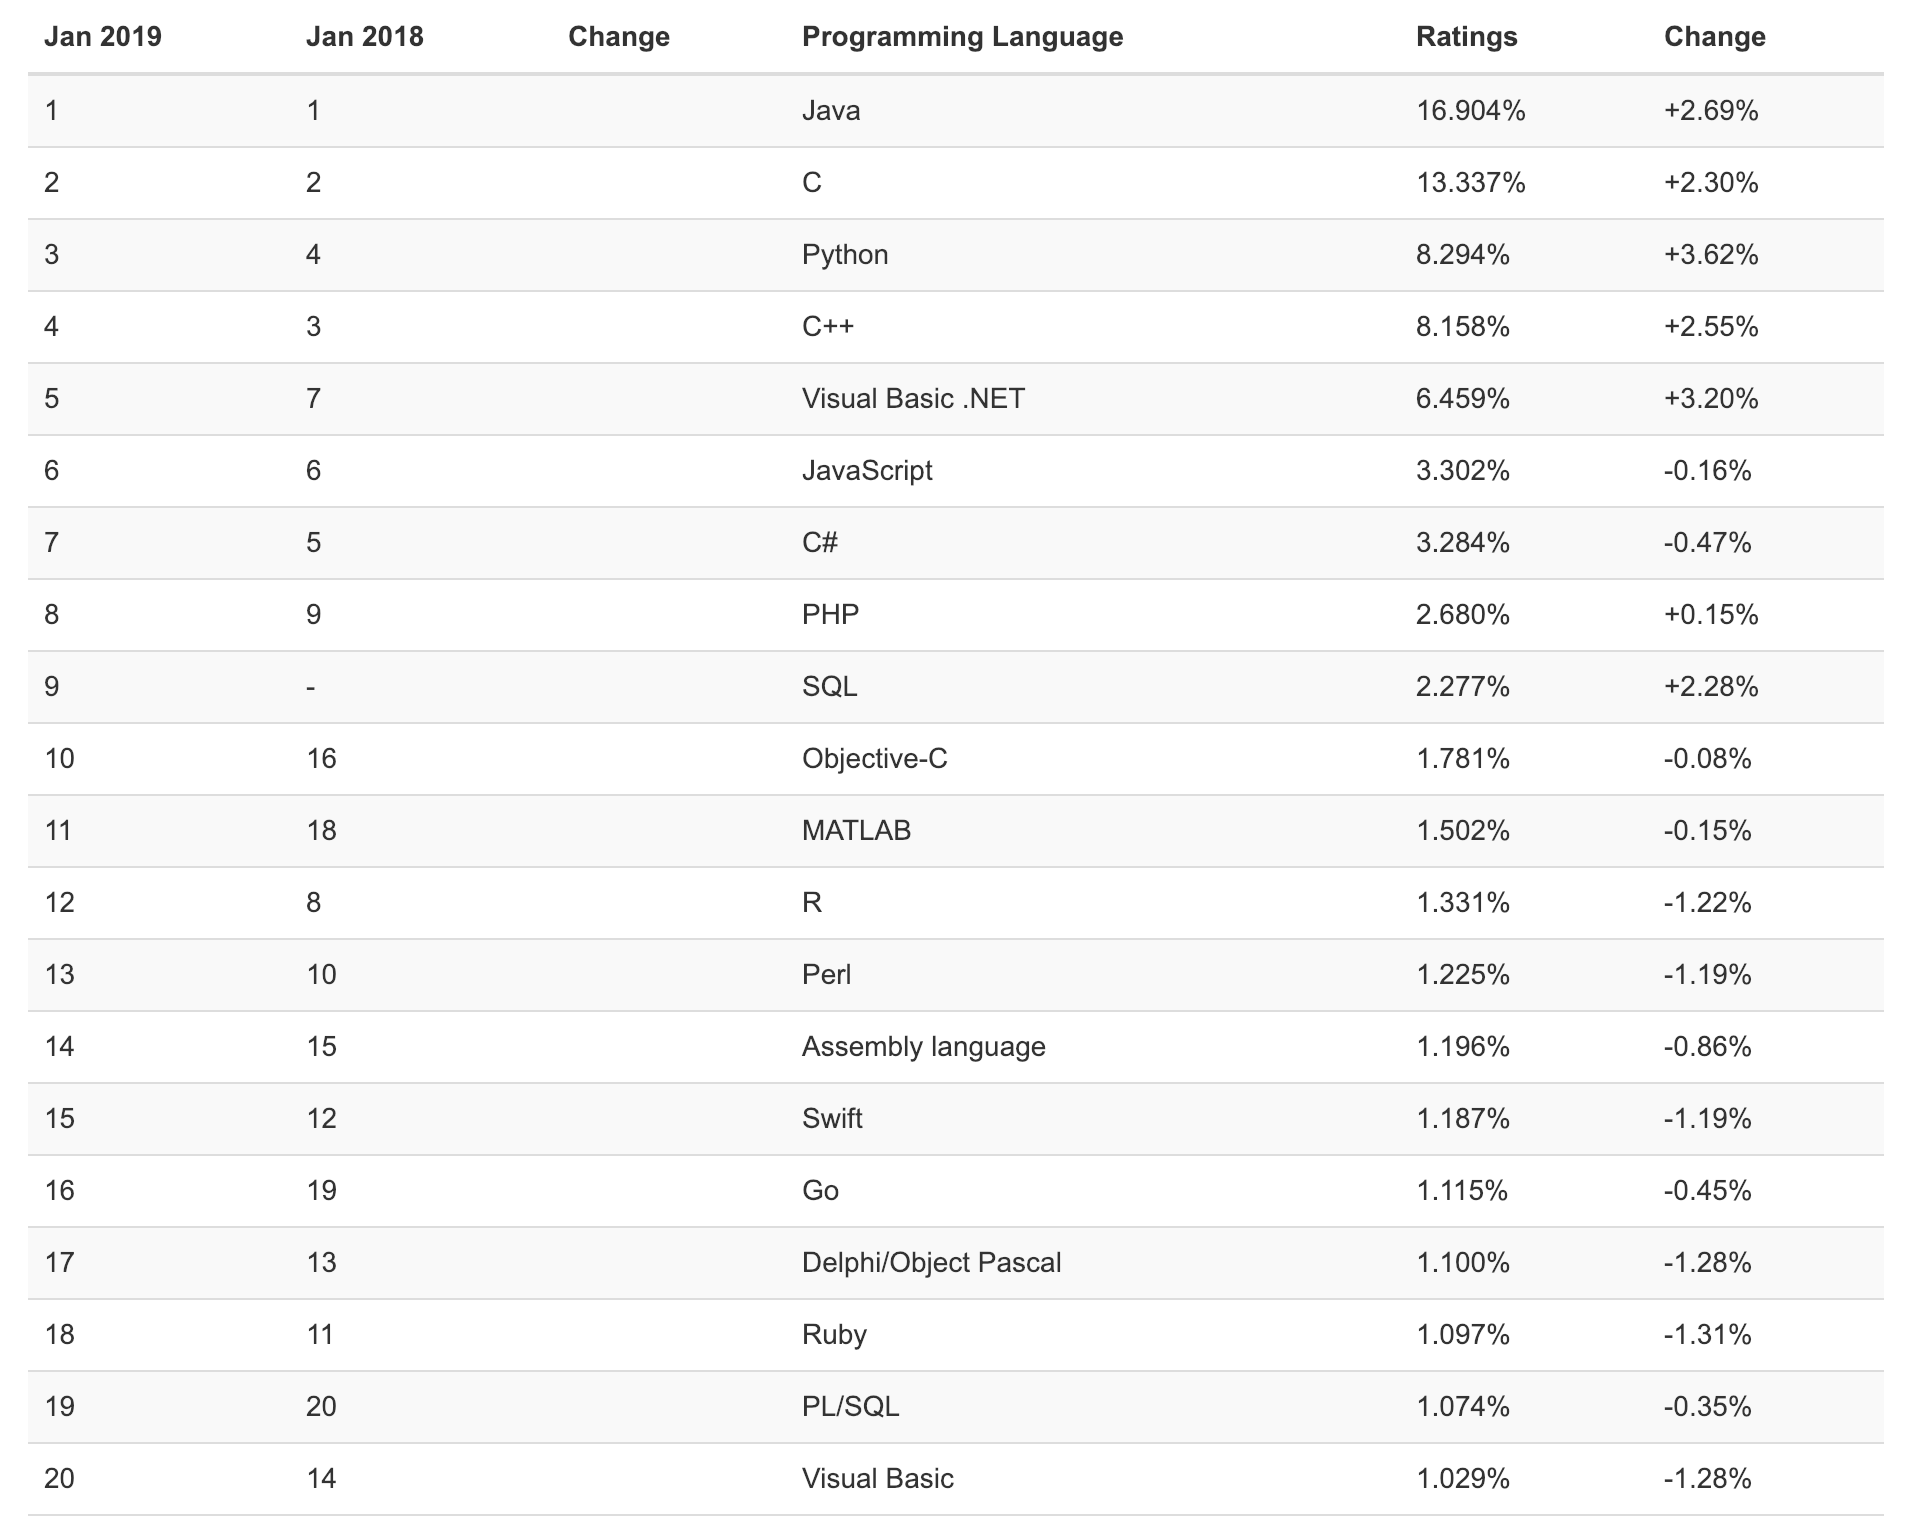 Jan 2019 Jan 2018 Change Programming Language Ratings Change
1 1 Java 16.904% +2.69%
2 2 C 13.337% +2.30%
3 4 Python 8.294% +3.62%
4 3 C++ 8.158% +2.55%
5 7 Visual Basic .NET 6.459% +3.20%
6 6 JavaScript 3.302% -0.16%
7 5 C# 3.284% -0.47%
8 9 PHP 2.680% +0.15%
9 - SQL 2.277% +2.28%
10 16 Objective-C 1.781% -0.08%
11 18 MATLAB 1.502% -0.15%
12 8 R 1.331% -1.22%
13 10 Perl 1.225% -1.19%
14 15 Assembly language 1.196% -0.86%
15 12 Swift 1.187% -1.19%
16 19 Go 1.115% -0.45%
17 13 Delphi/Object Pascal 1.100% -1.28%
18 11 Ruby 1.097% -1.31%
19 20 PL/SQL 1.074% -0.35%
20 14 Visual Basic 1.029% -1.28%